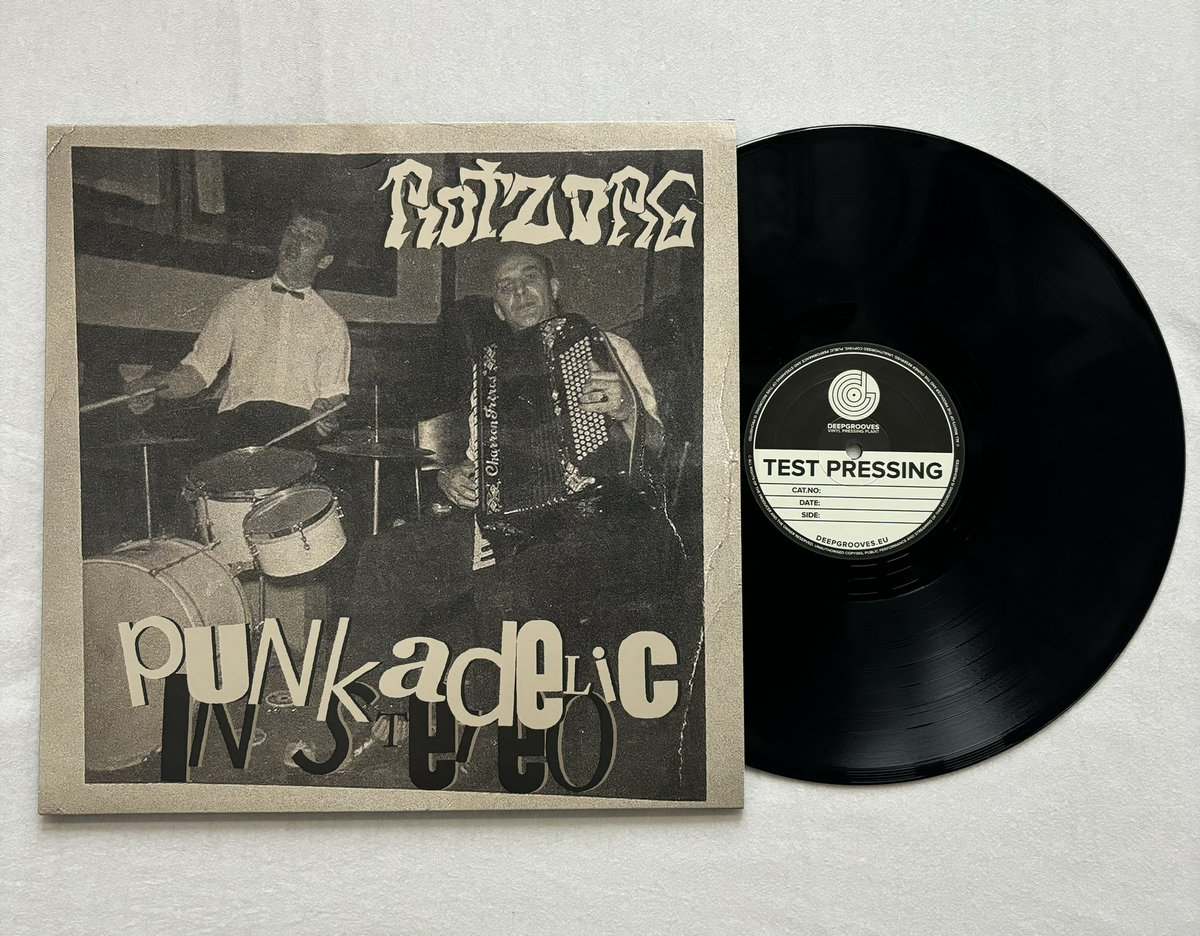 ROTZORG
Charron Frères
pUNkadeLic
IN STereO
DEEPGROOVES
VINYL PRESSING PLANT
TEST PRESSING
CAT.NO:
DATE:
SIDE:
DEEPGROOVES.EU